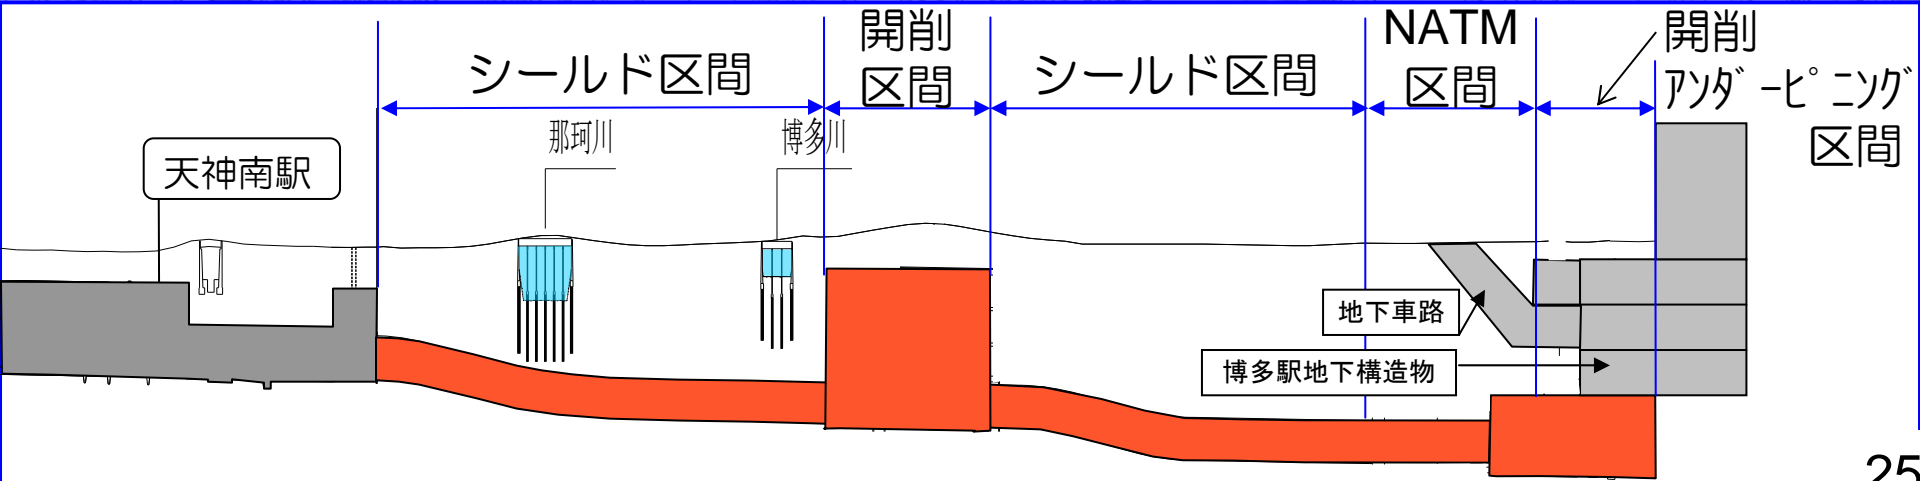 シールド区間
開削
区間
シールド区間
NATM
区間
開削
ｱﾝﾀﾞｰﾋﾟﾆﾝｸﾞ
区間
那珂川
博多川
天神南駅
地下車路
博多駅地下構造物
25